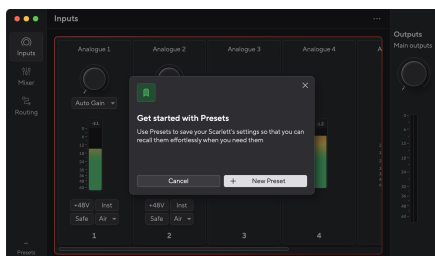 Inputs
...
Outputs
Main outputs
Inputs
Mixer
Routing
Presets
Analogue 1
Analogue 2
Analogue 3
Analogue 4
A
Auto Gain
Get started with Presets
Use Presets to save your Scarlett's settings so that you can
recall them effortlessly when you need them
Cancel
+ New Preset
+48V Inst
+48V Inst
Safe Air
Safe Air
1
2
3
4